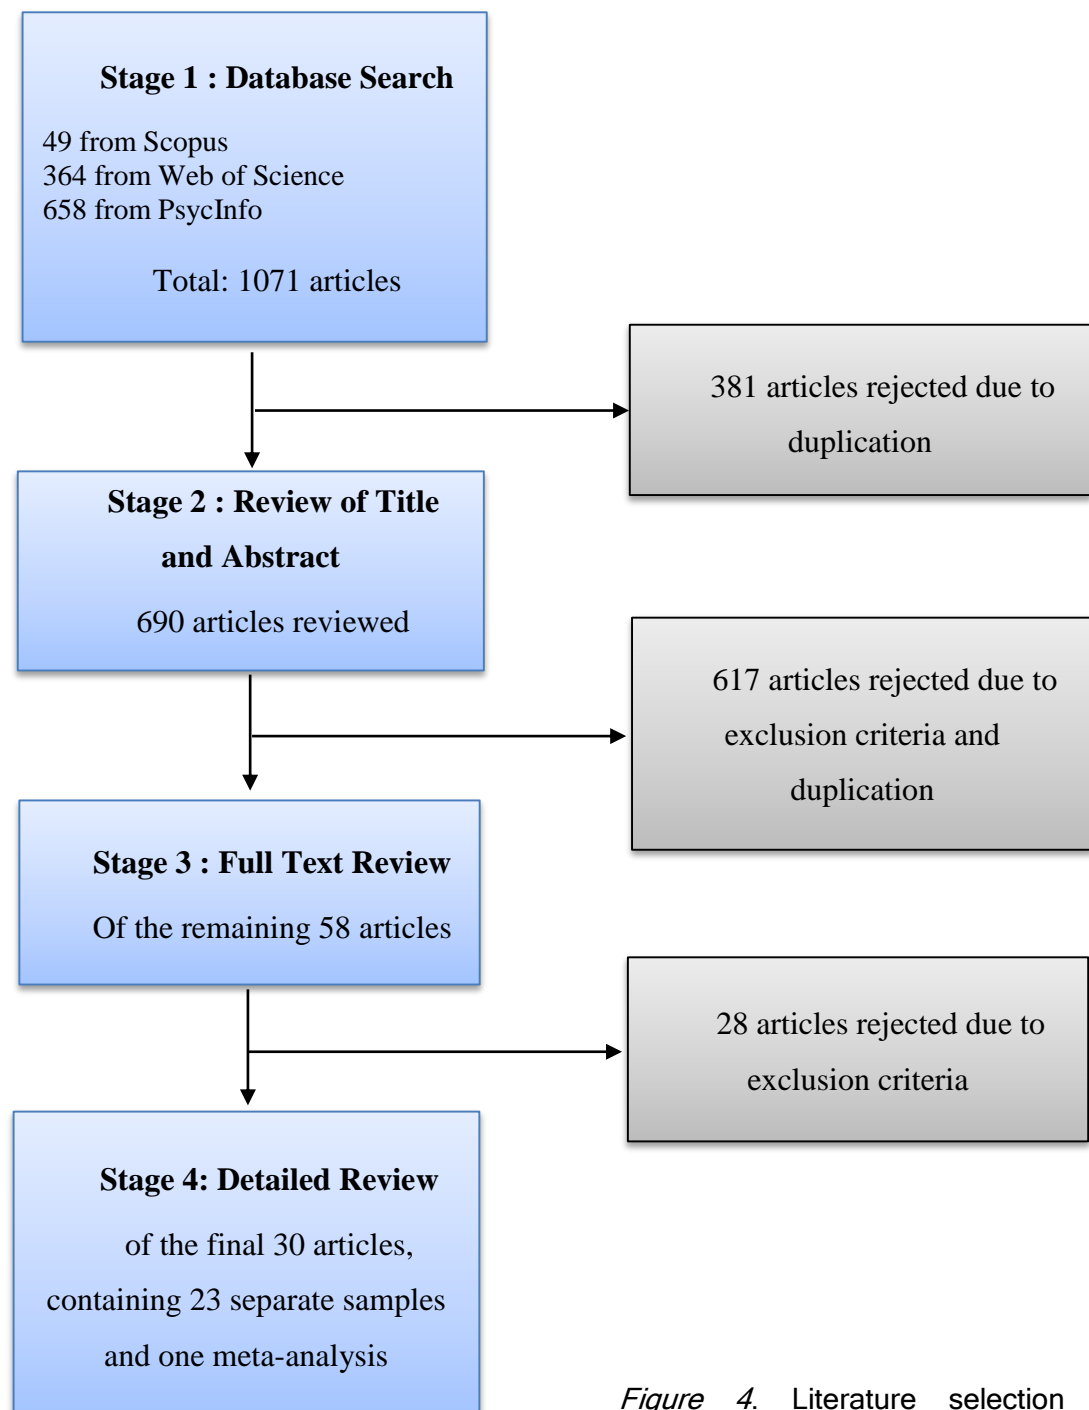 Stage 1 : Database Search
49 from Scopus
364 from Web of Science
658 from PsycInfo
Total: 1071 articles
381 articles rejected due to
duplication
Stage 2 : Review of Title
and Abstract
690 articles reviewed
617 articles rejected due to
exclusion criteria and
duplication
Stage 3 : Full Text Review
Of the remaining 58 articles
28 articles rejected due to
exclusion criteria
Stage 4: Detailed Review
of the final 30 articles,
containing 23 separate samples
and one meta-analysis
Figure 4. Literature selection